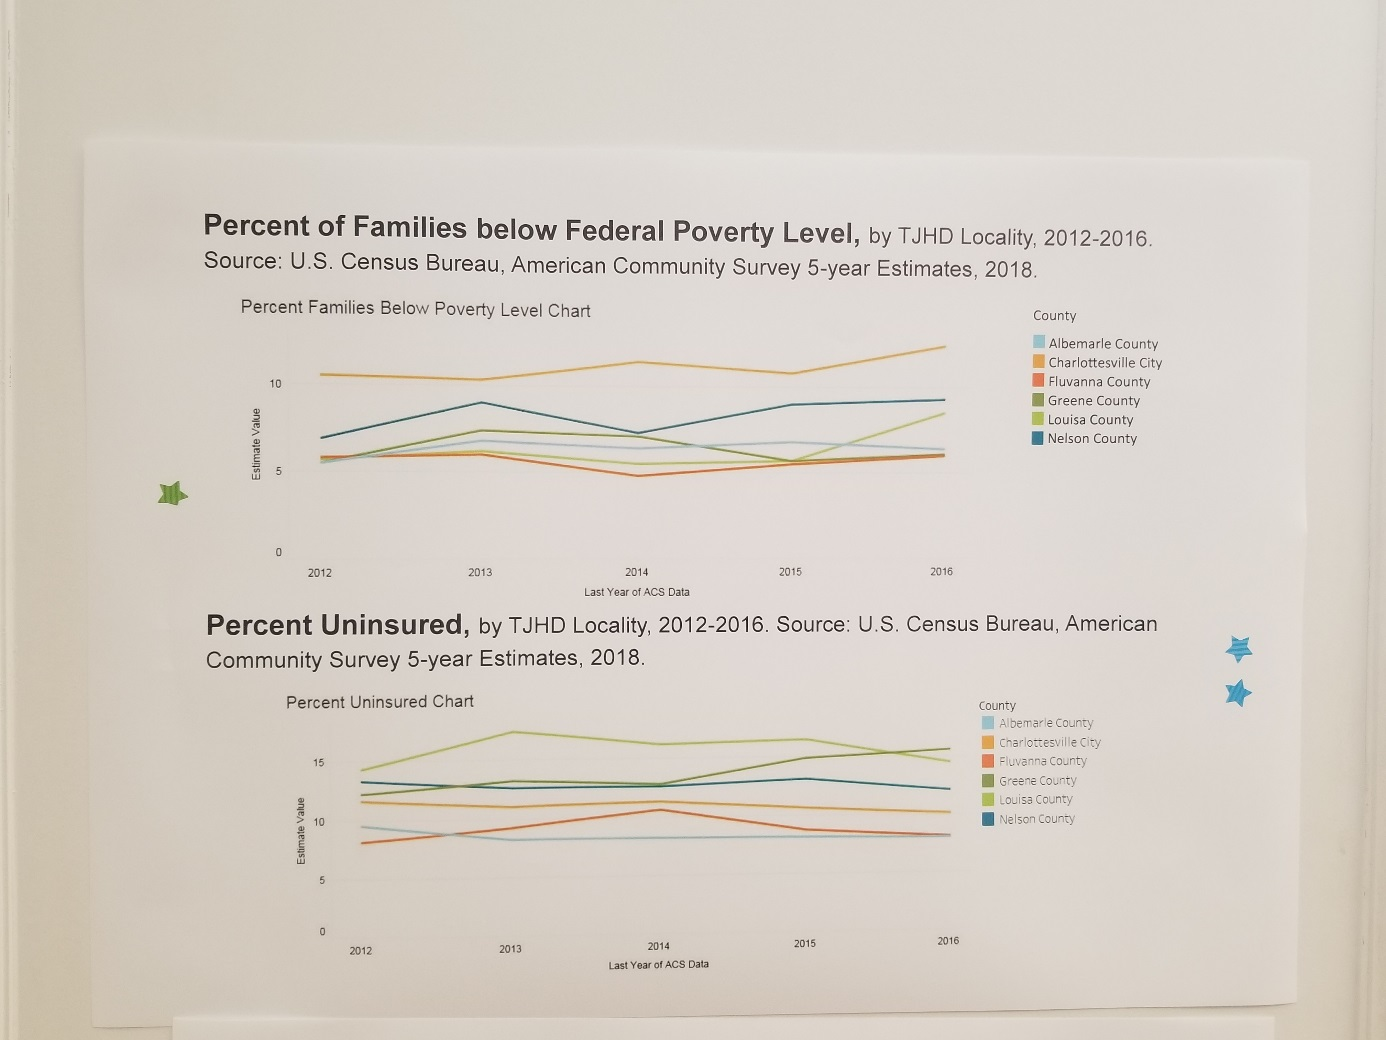 Percent of Families below Federal Poverty Level, by TJHD Locality, 2012-2016.
Source: U.S. Census Bureau, American Community Survey 5-year Estimates, 2018.
Percent Families Below Poverty Level Chart
County
Albemarle County
Charlottesville City
Fluvanna County
Greene County
Louisa County
Nelson County
Estimate Value
10
5
0
2012 2013 2014 2015 2016
Last Year of ACS Data
Percent Uninsured, by TJHD Locality, 2012-2016. Source: U.S. Census Bureau, American
Community Survey 5-year Estimates, 2018.
Percent Uninsured Chart
County
Albemarle County
Charlottesville City
Fluvanna County
Greene County
Louisa County
Nelson County
Estimate Value
15
10
5
0
2012 2013 2014 2015 2016
Last Year of ACS Data